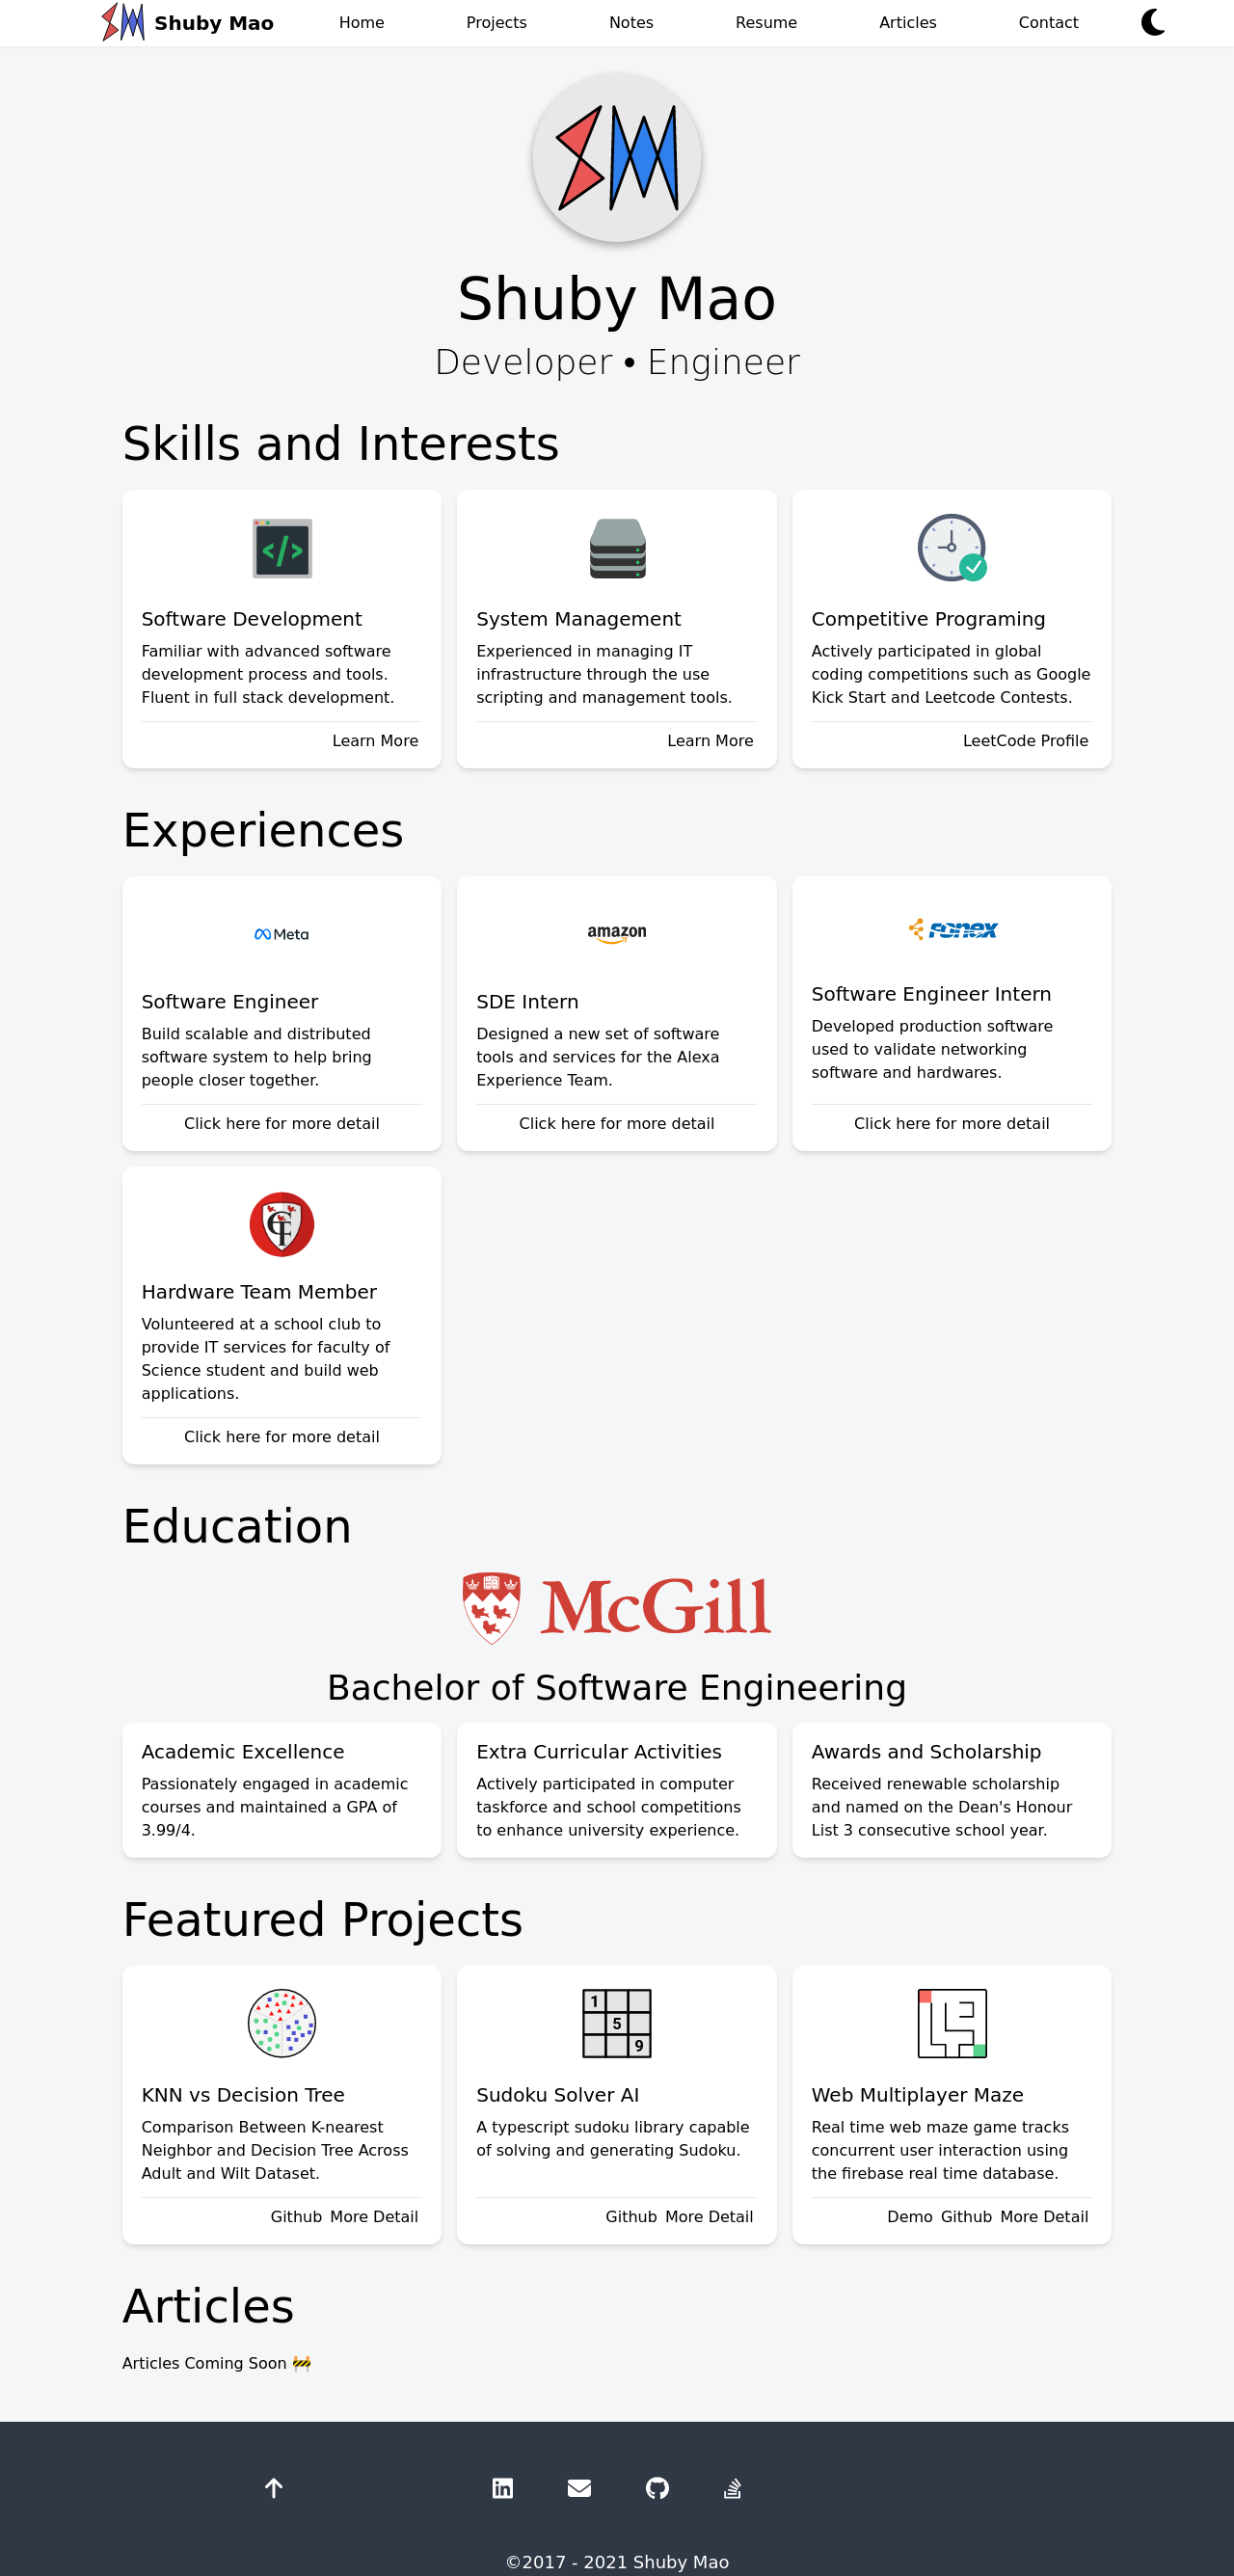 SM Shuby Mao Home Projects Notes Resume Articles Contact
SM
Shuby Mao
Developer • Engineer
Skills and Interests
</>
Software Development
Familiar with advanced software
development process and tools.
Fluent in full stack development.
Learn More
System Management
Experienced in managing IT
infrastructure through the use
scripting and management tools.
Learn More
Competitive Programing
Actively participated in global
coding competitions such as Google
Kick Start and Leetcode Contests.
LeetCode Profile
Experiences
Meta
Software Engineer
Build scalable and distributed
software system to help bring
people closer together.
Click here for more detail
amazon
SDE Intern
Designed a new set of software
tools and services for the Alexa
Experience Team.
Click here for more detail
FONEX
Software Engineer Intern
Developed production software
used to validate networking
software and hardwares.
Click here for more detail
CTF
Hardware Team Member
Volunteered at a school club to
provide IT services for faculty of
Science student and build web
applications.
Click here for more detail
Education
McGill
Bachelor of Software Engineering
Academic Excellence
Passionately engaged in academic
courses and maintained a GPA of
3.99/4.
Extra Curricular Activities
Actively participated in computer
taskforce and school competitions
to enhance university experience.
Awards and Scholarship
Received renewable scholarship
and named on the Dean's Honour
List 3 consecutive school year.
Featured Projects
KNN vs Decision Tree
Comparison Between K-nearest
Neighbor and Decision Tree Across
Adult and Wilt Dataset.
Github More Detail
1
5
9
Sudoku Solver AI
A typescript sudoku library capable
of solving and generating Sudoku.
Github More Detail
Web Multiplayer Maze
Real time web maze game tracks
concurrent user interaction using
the firebase real time database.
Demo Github More Detail
Articles
Articles Coming Soon 🚧
in
©2017 - 2021 Shuby Mao